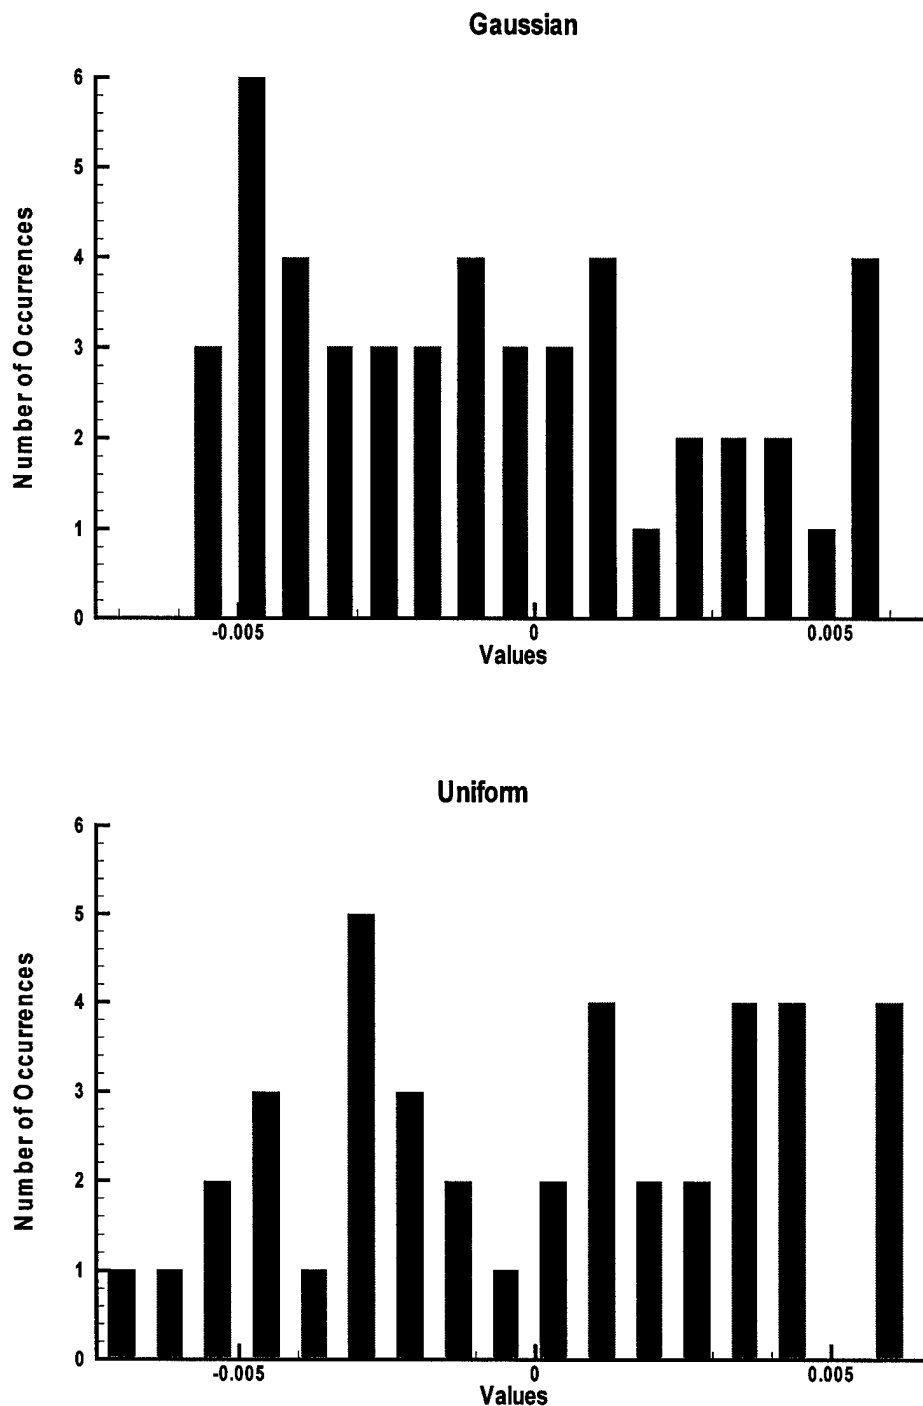 Gaussian
6
5
4
3
2
1
0
Number of Occurrences
-0.005 0 0.005
Values
Uniform
6
5
4
3
2
1
0
Number of Occurrences
-0.005 0 0.005
Values